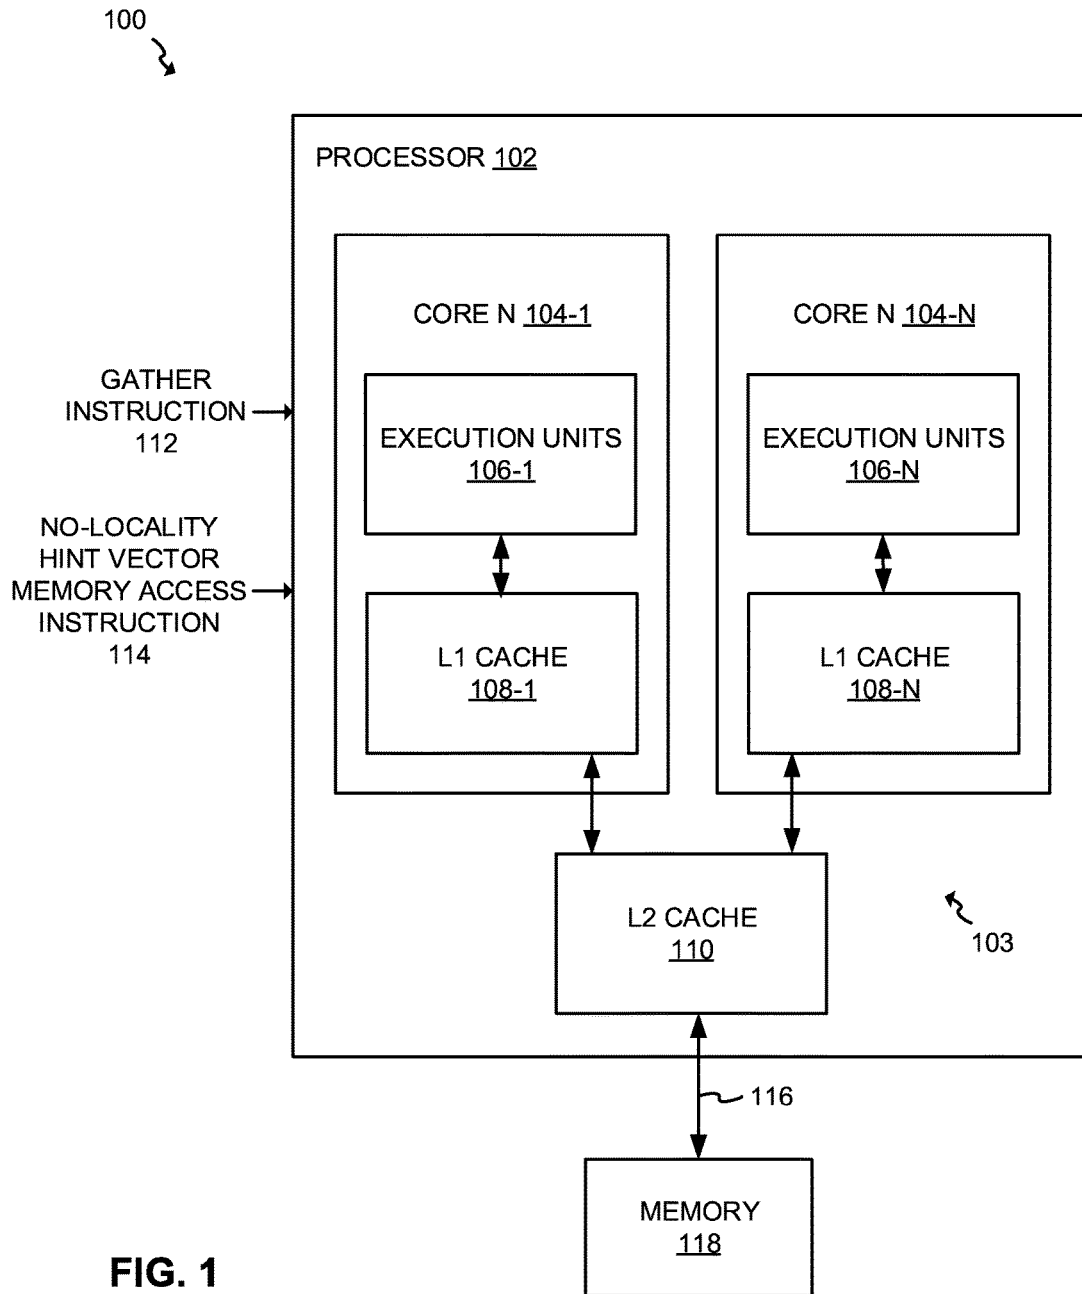 100
PROCESSOR 102
CORE N 104-1
CORE N 104-N
GATHER
INSTRUCTION
112
EXECUTION UNITS
106-1
EXECUTION UNITS
106-N
NO-LOCALITY
HINT VECTOR
MEMORY ACCESS
INSTRUCTION
114
L1 CACHE
108-1
L1 CACHE
108-N
L2 CACHE
110
103
116
MEMORY
118
FIG. 1